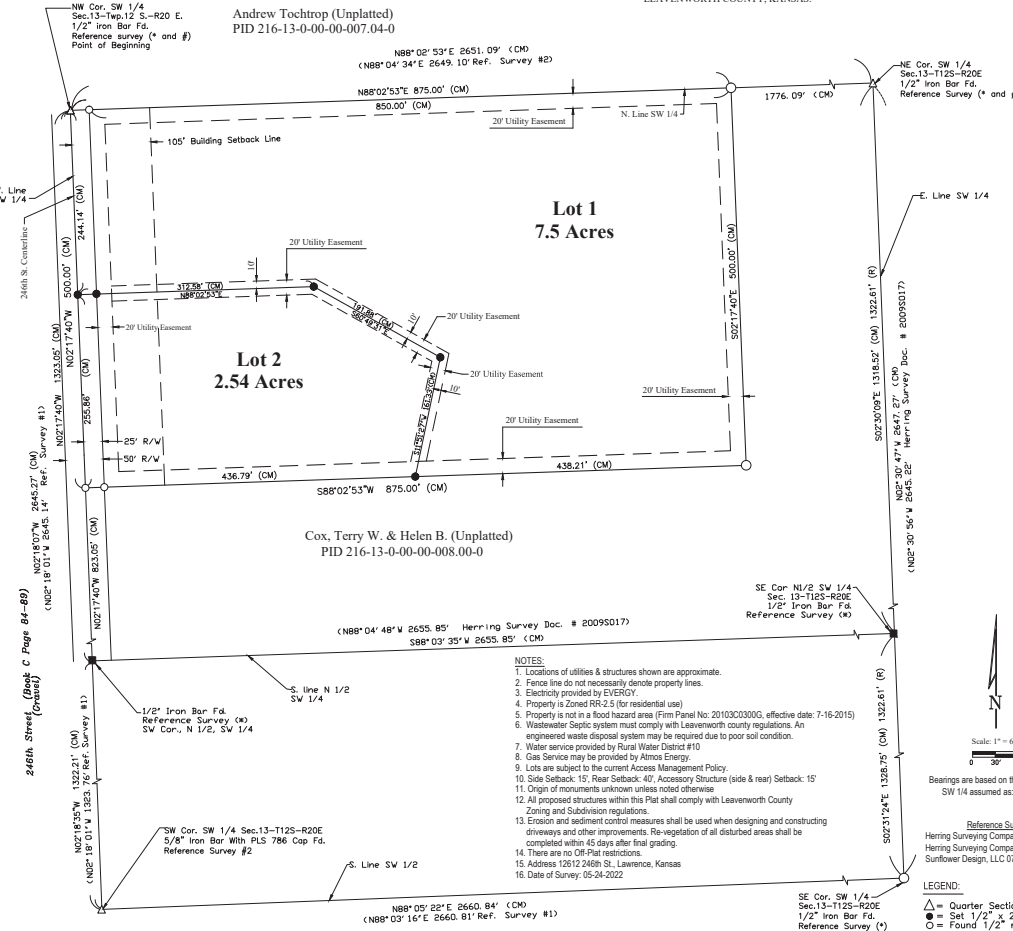 LEAVENWORTH COUNTY, KANSAS.
NW Cor. SW 1/4
Sec.13-Twp.12 S.-R20 E.
1/2" iron Bar Fd.
Reference survey (* and #)
Point of Beginning
Andrew Tochtrop (Unplatted)
PID 216-13-0-00-00-007.04-0
N88°02'53"E 2651.09' (CM)
(N88°04'34"E 2649.10' Ref. Survey #2)
NE Cor. SW 1/4
Sec.13-T12S-R20E
1/2" Iron Bar Fd.
Reference Survey (* and
N88°02'53"E 875.00' (CM)
850.00' (CM)
1776.09' (CM)
20' Utility Easement
N. Line SW 1/4
105' Building Setback Line
Line
SW 1/4
E. Line SW 1/4
Lot 1
7.5 Acres
246th St. Centerline
244.14' (CM)
N02°17'40"W 500.00' (CM)
20' Utility Easement
10'
312.58' (CM)
N88°02'53"E
S02°17'40"E 500.00' (CM)
10'
20' Utility Easement
20' Utility Easement
Lot 2
2.54 Acres
20' Utility Easement
10'
20' Utility Easement
20' Utility Easement
S11°51'27"W 161.33'(CM)
255.86' (CM)
25' R/W
50' R/W
436.79' (CM)
438.21' (CM)
S88°02'53"W 875.00' (CM)
N02°17'40"W 1323.05' (CM)
N02°18'07"W 2645.27' (CM)
(N02°18'01"W 2645.14' Ref. Survey #1)
N02°17'40"W 823.05' (CM)
S02°30'09"E 1318.52' (CM) 1322.61' (R)
N02°30'47"W 2647.27' (CM)
(N02°30'56"W 2645.22' Herring Survey Doc. # 2009S017)
Cox, Terry W. & Helen B. (Unplatted)
PID 216-13-0-00-00-008.00-0
246th Street (Book C Page 84-89)
(Gravel)
SE Cor N1/2 SW 1/4
Sec. 13-T12S-R20E
1/2" Iron Bar Fd.
Reference Survey (*)
(N88°04'48"W 2655.85' Herring Survey Doc. # 2009S017)
S88°03'35"W 2655.85' (CM)
S. line N 1/2
SW 1/4
1/2" Iron Bar Fd.
Reference Survey (*)
SW Cor., N 1/2, SW 1/4
NOTES:
1. Locations of utilities & structures shown are approximate.
2. Fence line do not necessarily denote property lines.
3. Electricity provided by EVERGY.
4. Property is Zoned RR-2.5 (for residential use)
5. Property is not in a flood hazard area (Firm Panel No: 20103C0300G, effective date: 7-16-2015)
6. Wastewater Septic system must comply with Leavenworth county regulations. An
engineered waste disposal system may be required due to poor soil condition.
7. Water service provided by Rural Water District #10
8. Gas Service may be provided by Atmos Energy.
9. Lots are subject to the current Access Management Policy.
10. Side Setback: 15', Rear Setback: 40', Accessory Structure (side & rear) Setback: 15'
11. Origin of monuments unknown unless noted otherwise
12. All proposed structures within this Plat shall comply with Leavenworth County
Zoning and Subdivision regulations.
13. Erosion and sediment control measures shall be used when designing and constructing
driveways and other improvements. Re-vegetation of all disturbed areas shall be
completed within 45 days after final grading.
14. There are no Off-Plat restrictions.
15. Address 12612 246th St., Lawrence, Kansas
16. Date of Survey: 05-24-2022
N02°18'35"W 1322.21' (CM)
(N02°18'01"W 1323.76' Ref. Survey #1)
S02°31'24"E 1328.75' (CM) 1322.61' (R)
N
Scale: 1" = 6
0 30'
Bearings are based on th
SW 1/4 assumed as:
Reference Su
Herring Surveying Compa
Herring Surveying Compa
Sunflower Design, LLC 07
SW Cor. SW 1/4 Sec.13-T12S-R20E
5/8" Iron Bar With PLS 786 Cap Fd.
Reference Survey #2
S. Line SW 1/2
N88°05'22"E 2660.84' (CM)
(N88°03'16"E 2660.81' Ref. Survey #1)
SE Cor. SW 1/4
Sec.13-T12S-R20E
1/2" Iron Bar Fd.
Reference Survey (*)
LEGEND:
= Quarter Sectio
= Set 1/2" x 2
= Found 1/2"